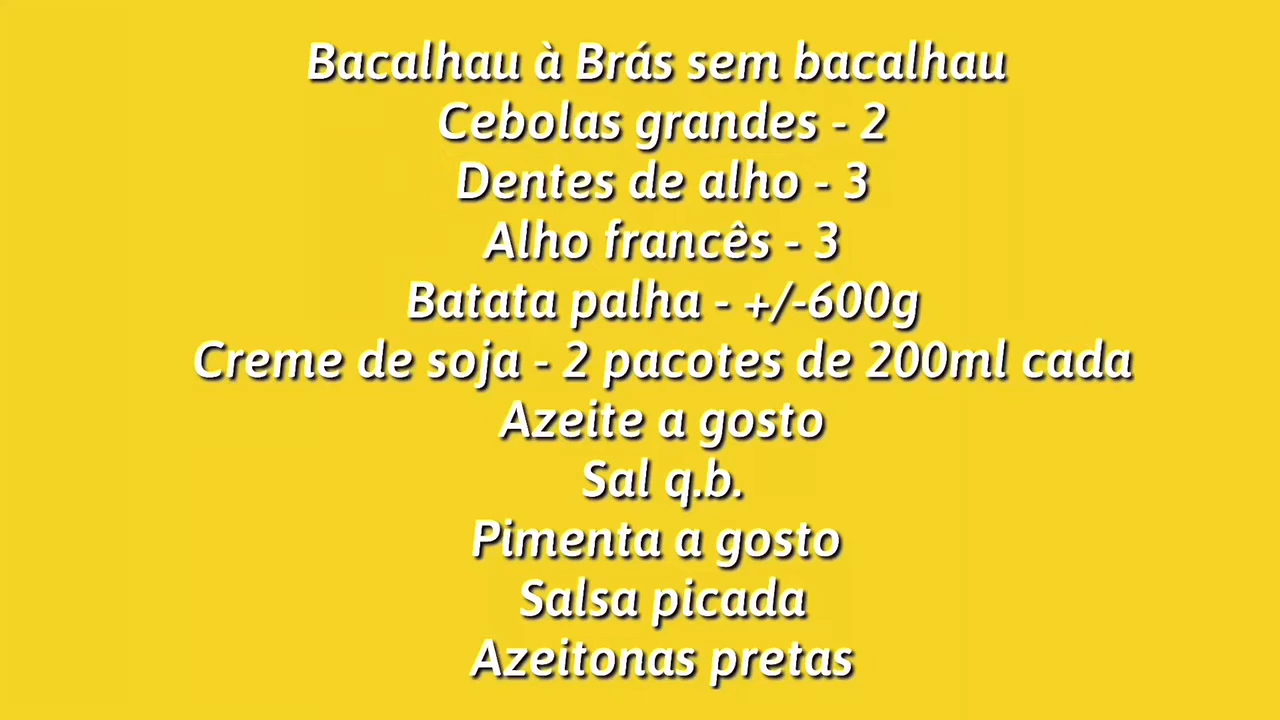 Bacalhau à Brás sem bacalhau
Cebolas grandes - 2
Dentes de alho - 3
Alho francês - 3
Batata palha - +/-600g
Creme de soja - 2 pacotes de 200ml cada
Azeite a gosto
Sal q.b.
Pimenta a gosto
Salsa picada
Azeitonas pretas